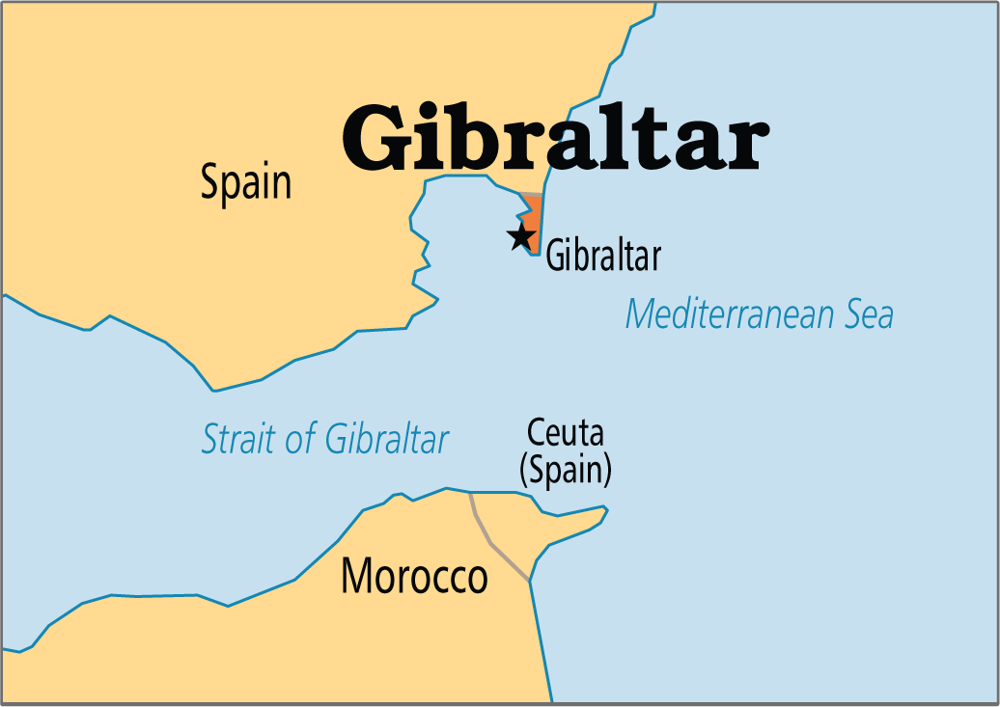 Gibraltar
Spain
Gibraltar
Mediterranean Sea
Strait of Gibraltar
Ceuta
(Spain)
Morocco